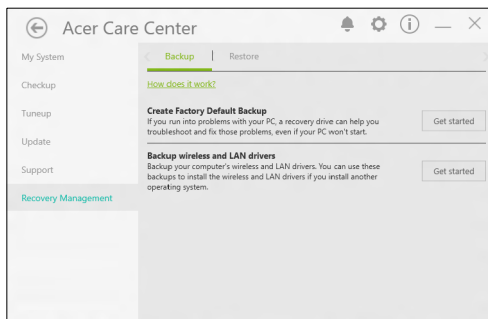 Acer Care Center
My System
Checkup
Tuneup
Update
Support
Recovery Management
Backup
Restore
How does it work?
Create Factory Default Backup
If you run into problems with your PC, a recovery drive can help you
troubleshoot and fix those problems, even if your PC won't start.
Get started
Backup wireless and LAN drivers
Backup your computer's wireless and LAN drivers. You can use these
backups to install the wireless and LAN drivers if you install another
operating system.
Get started